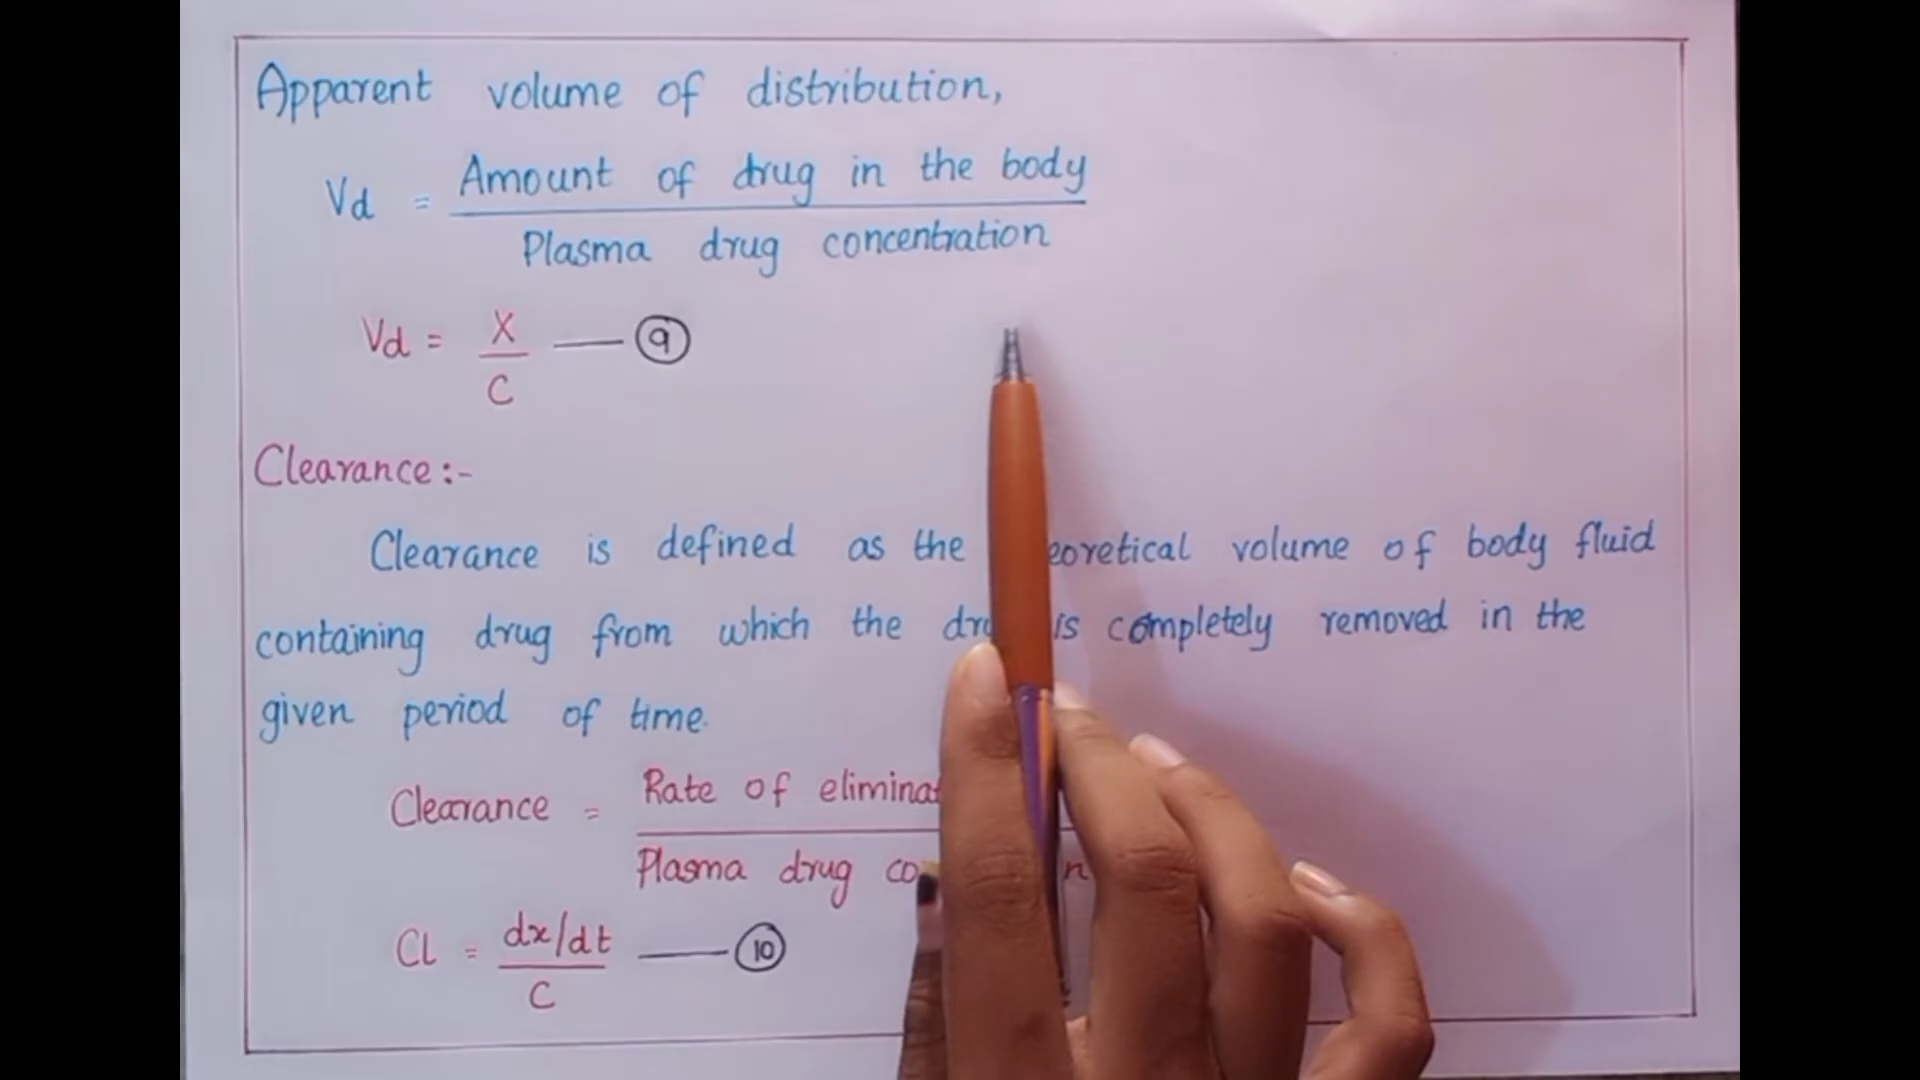 Apparent volume of distribution,
Vd = Amount of drug in the body
Plasma drug concentration
Vd = X
C
9
Clearance :-
Clearance is defined as the eoretical volume of body fluid
containing drug from which the is completely removed in the
given period of time.
Clearance = Rate of
Plasma drug
Cl = dx/dt
C
10